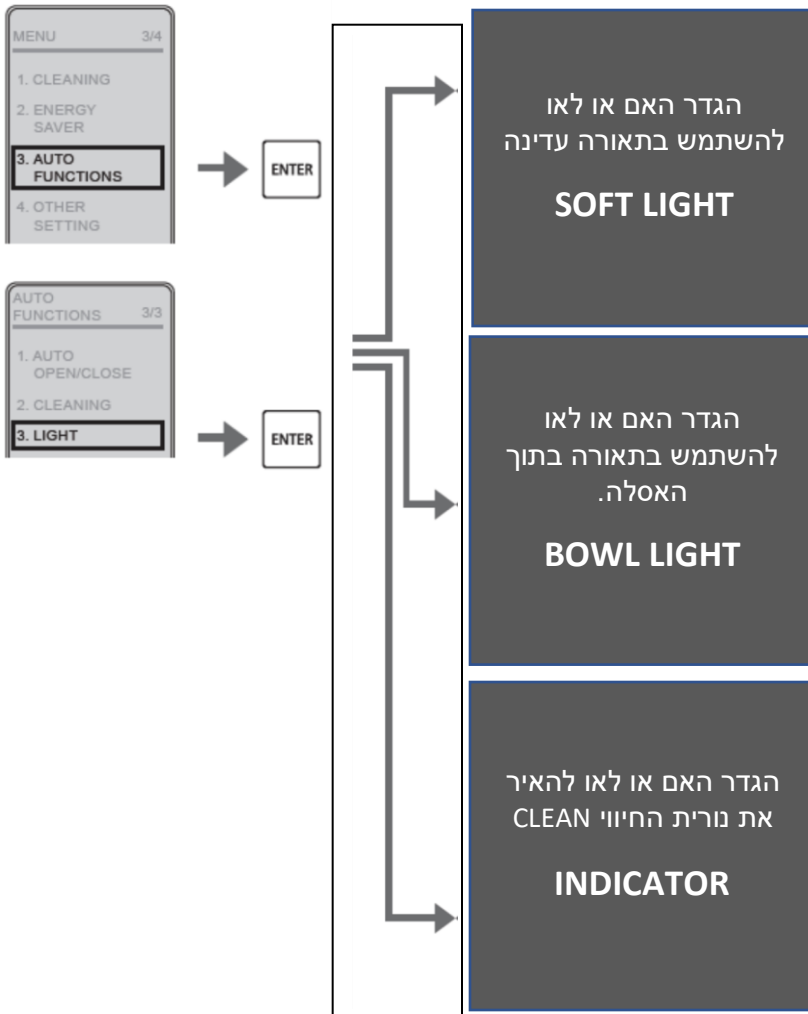 MENU 3/4
1. CLEANING
2. ENERGY
SAVER
3. AUTO
FUNCTIONS
4. OTHER
SETTING
ENTER
AUTO
FUNCTIONS 3/3
1. AUTO
OPEN/CLOSE
2. CLEANING
3. LIGHT
ENTER
הגדר האם או לאו
להשתמש בתאורה עדינה
SOFT LIGHT
הגדר האם או לאו
להשתמש בתאורה בתוך
האסלה.
BOWL LIGHT
הגדר האם או לאו להאיר
את נורית החיווי CLEAN
INDICATOR